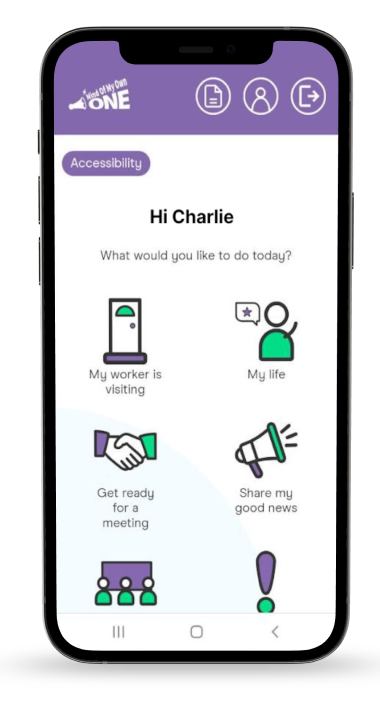 Mind Of My Own
ONE
Accessibility
Hi Charlie
What would you like to do today?
My worker is
visiting
My life
Get ready
for a
meeting
Share my
good news